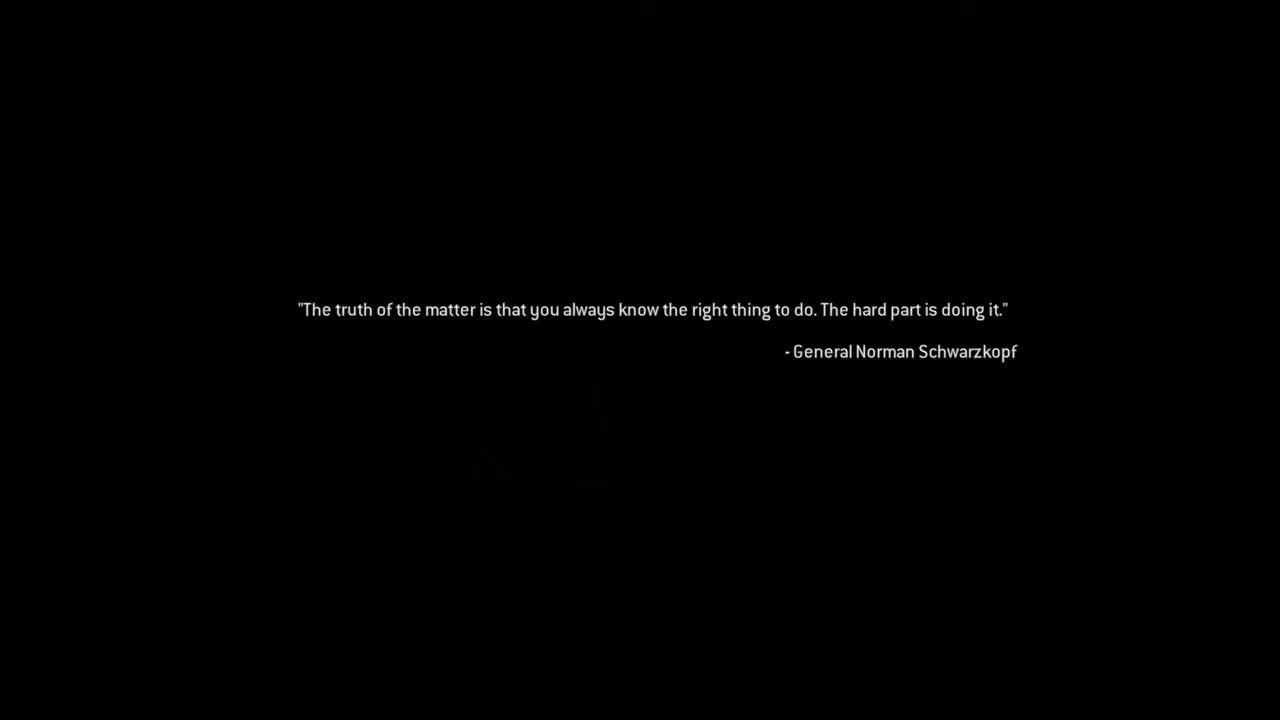 "The truth of the matter is that you always know the right thing to do. The hard part is doing it."
- General Norman Schwarzkopf